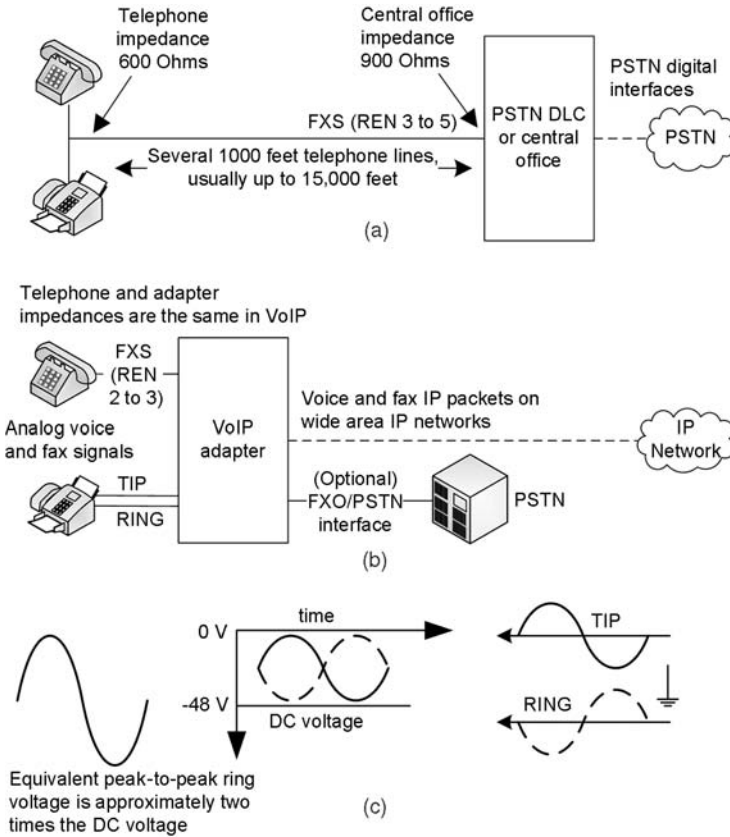 Telephone
impedance
600 Ohms
Central office
impedance
900 Ohms
PSTN digital
interfaces
FXS (REN 3 to 5)
PSTN DLC
or central
office
PSTN
Several 1000 feet telephone lines,
usually up to 15,000 feet
(a)
Telephone and adapter
impedances are the same in VoIP
FXS
(REN
2 to 3)
Analog voice
and fax signals
TIP
RING
VoIP
adapter
Voice and fax IP packets on
wide area IP networks
IP
Network
(Optional)
FXO/PSTN
interface
PSTN
(b)
time
0 V
-48 V
DC voltage
TIP
RING
Equivalent peak-to-peak ring
voltage is approximately two
times the DC voltage
(c)